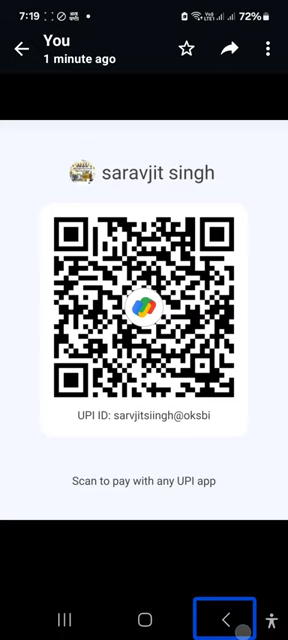 7:19
72%
You
1 minute ago
saravjit singh
UPI ID: sarvjitsiingh@oksbi
Scan to pay with any UPI app